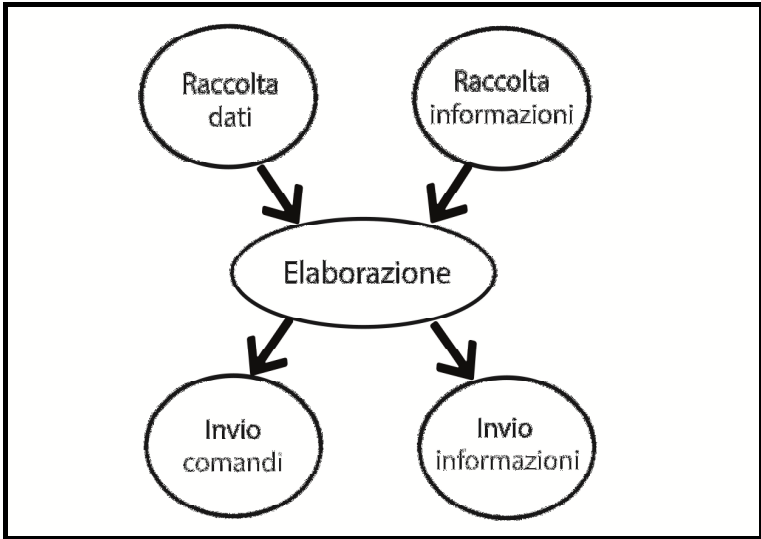 Raccolta
dati
Raccolta
informazioni
Elaborazione
Invio
comandi
Invio
informazioni